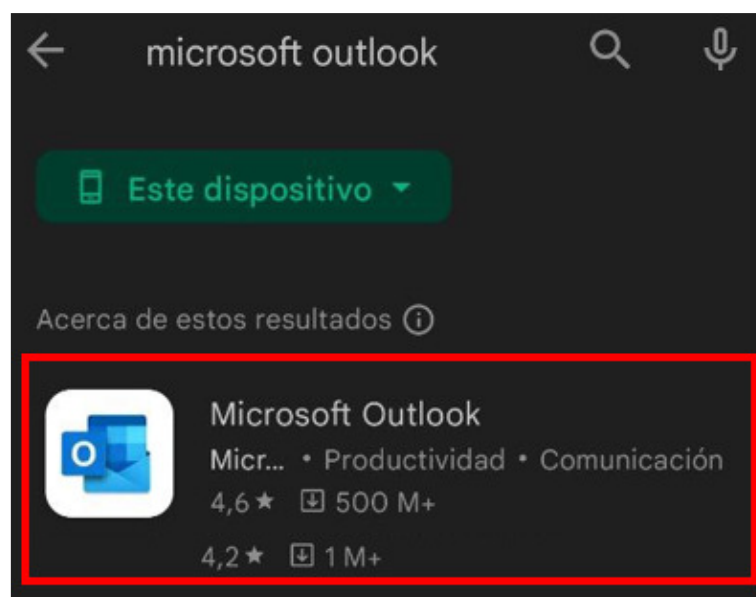 microsoft outlook
Este dispositivo
Acerca de estos resultados
Microsoft Outlook
Micr... • Productividad • Comunicación
4,6★ 500 M+
4,2★ 1 M+